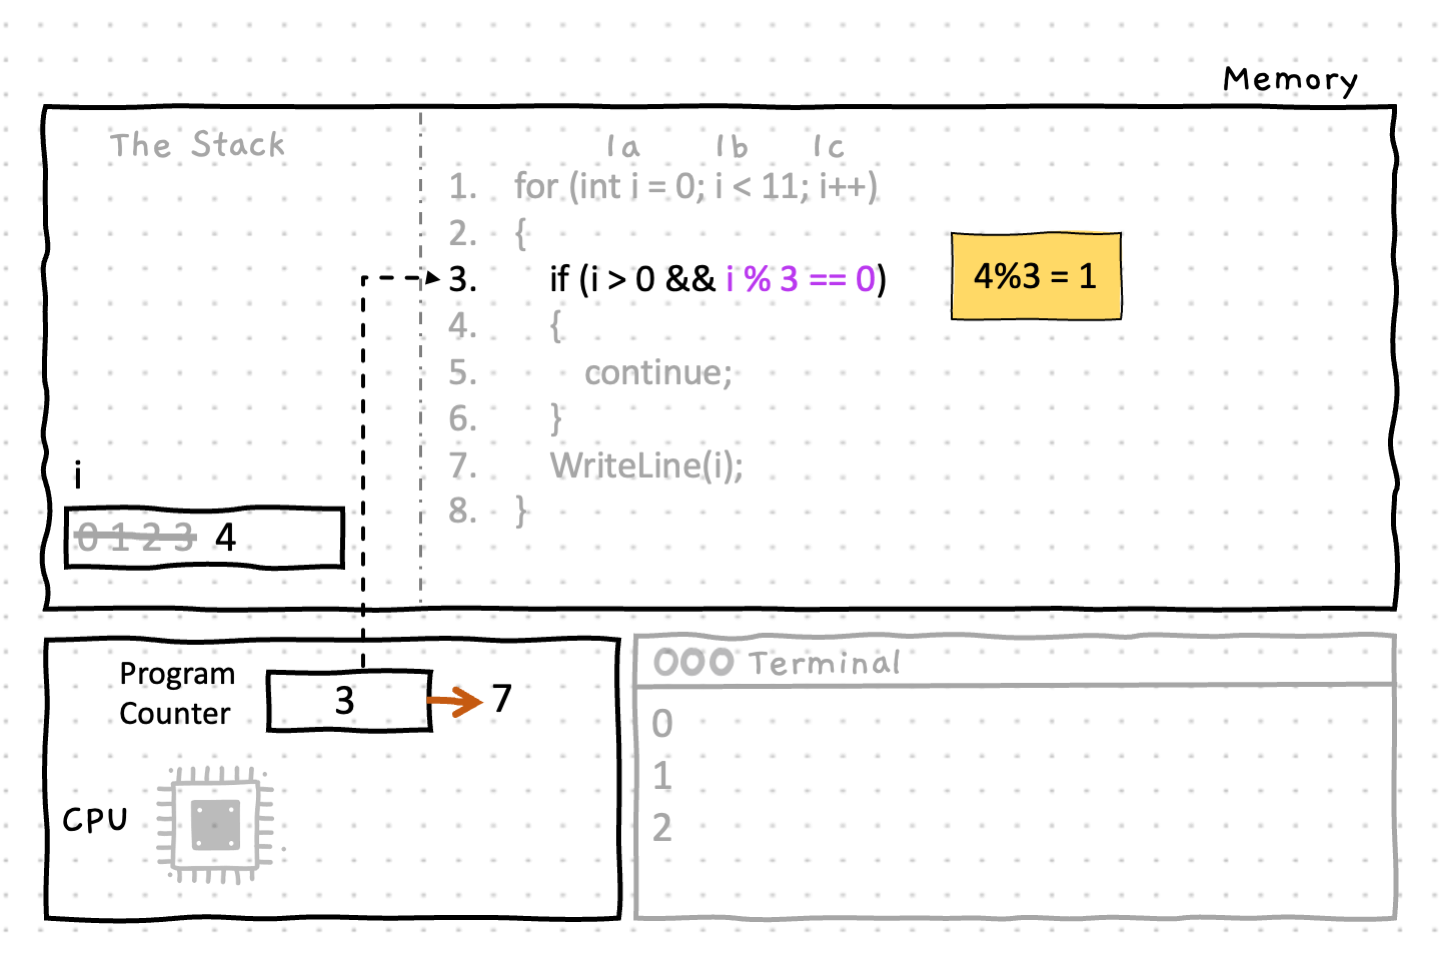 Memory
The Stack
1a 1b 1c
1. for (int i = 0; i < 11; i++)
2. {
3. if (i > 0 && i % 3 == 0)
4%3 = 1
4. {
5. continue;
6. }
7. WriteLine(i);
8. }
i
0 1 2 3 4
Program
Counter
3
7
CPU
Terminal
0
1
2